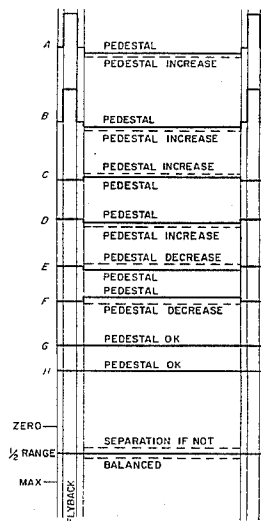 A
PEDESTAL
PEDESTAL INCREASE
B
PEDESTAL
PEDESTAL INCREASE
C
PEDESTAL INCREASE
PEDESTAL
D
PEDESTAL
PEDESTAL INCREASE
E
PEDESTAL DECREASE
PEDESTAL
F
PEDESTAL
PEDESTAL DECREASE
G
PEDESTAL OK
H
PEDESTAL OK
ZERO
SEPARATION IF NOT
1/2 RANGE
BALANCED
MAX
FLYBACK